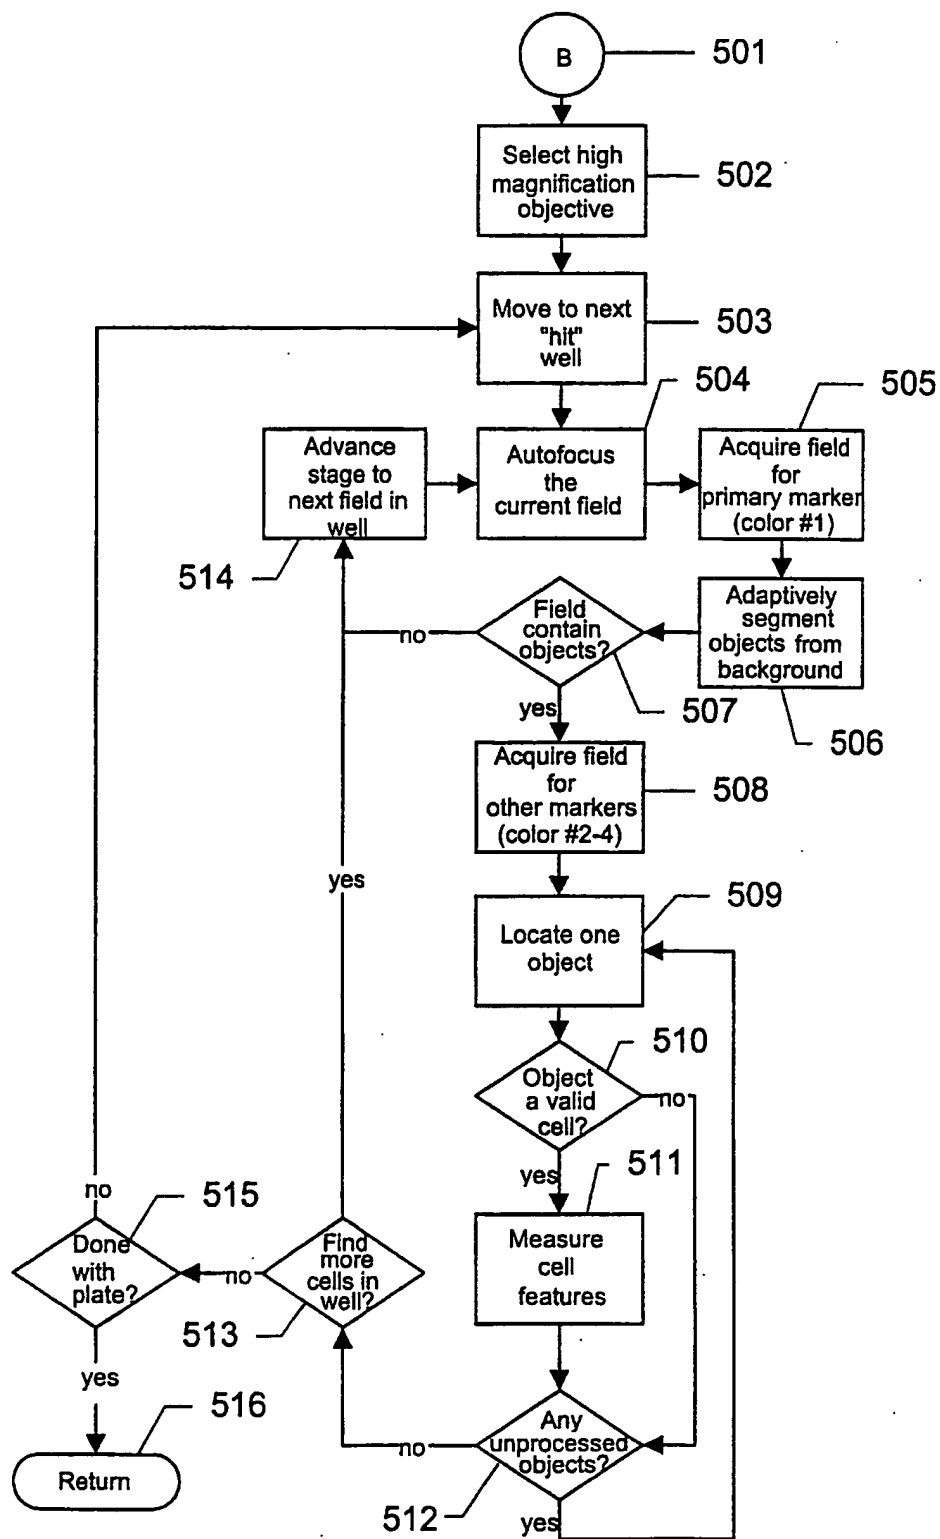 B
501
Select high
magnification
objective
502
Move to next
"hit"
well
503
504
505
Advance
stage to
next field in
well
514
Autofocus
the
current field
Acquire field
for
primary marker
(color #1)
Adaptively
segment
objects from
background
506
Field
contain
objects?
no
507
yes
Acquire field
for
other markers
(color #2-4)
508
yes
509
Locate one
object
510
Object
a valid
cell?
no
yes
511
Measure
cell
features
no
515
Done
with
plate?
no
Find
more
cells in
well?
513
yes
516
Return
Any
unprocessed
objects?
no
512
yes